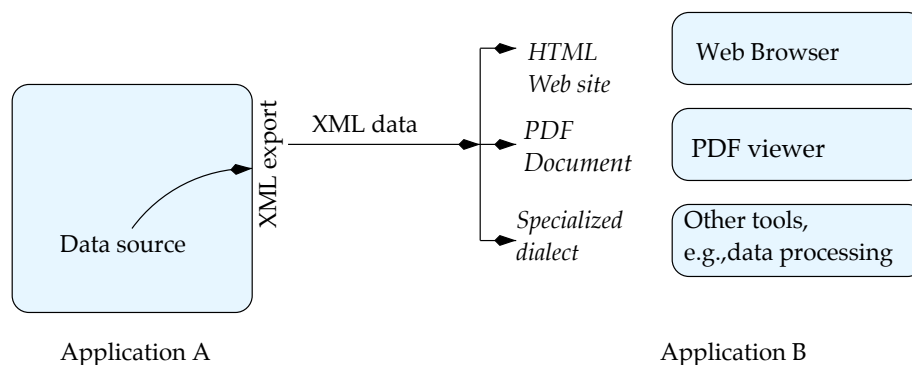 HTML
Web site
Web Browser
XML export
XML data
PDF
Document
PDF viewer
Data source
Specialized
dialect
Other tools,
e.g.,data processing
Application A
Application B